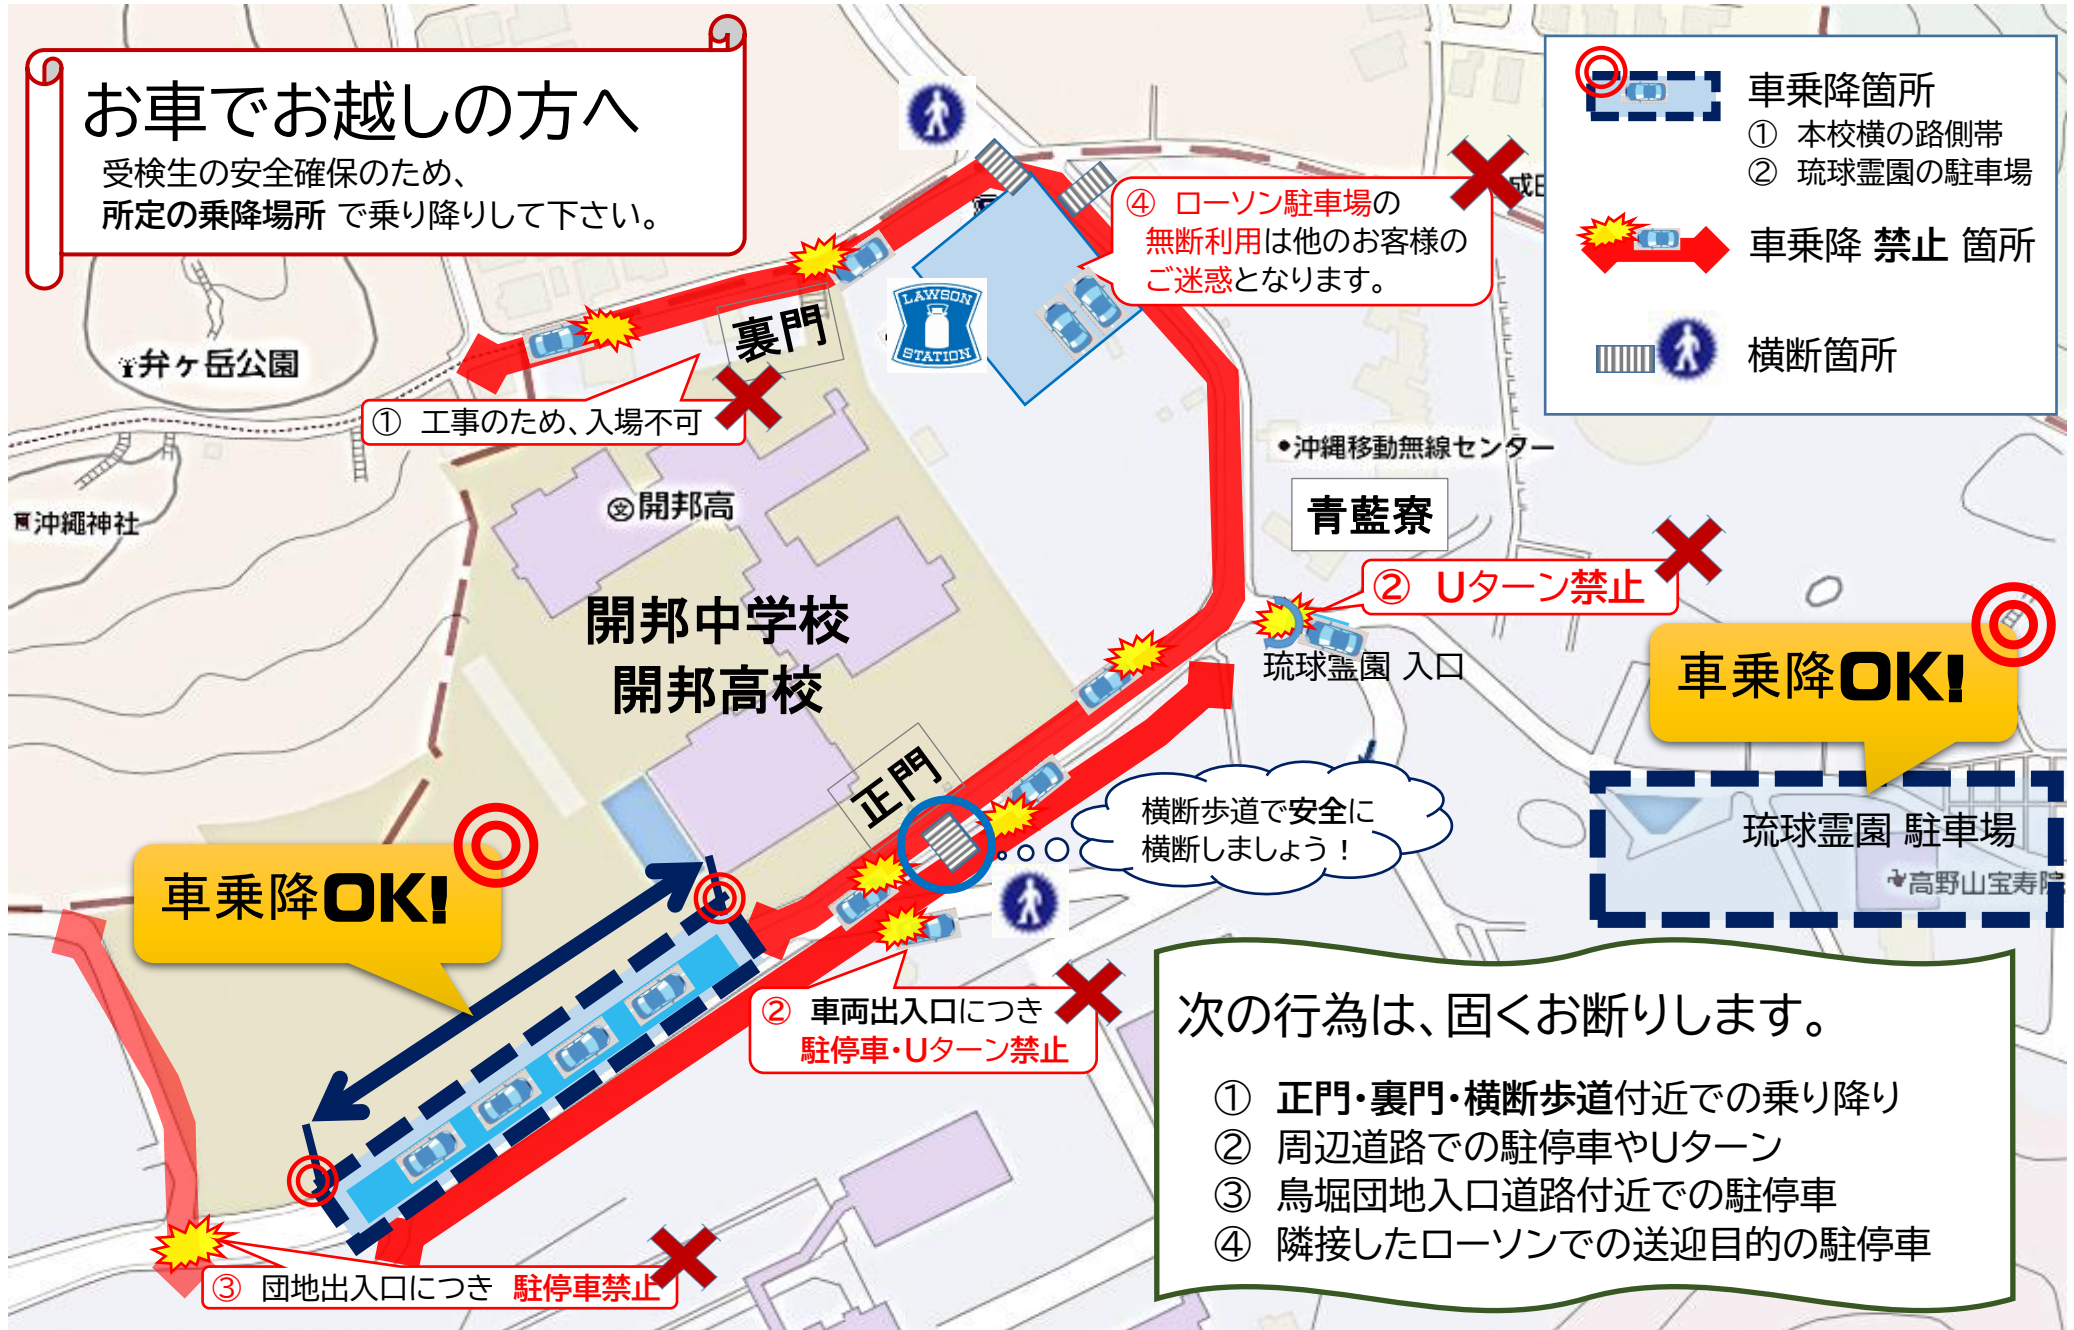 お車でお越しの方へ
受検生の安全確保のため、
所定の乗降場所 で乗り降りして下さい。
車乗降箇所
① 本校横の路側帯
② 琉球霊園の駐車場
車乗降 禁止 箇所
横断箇所
④ ローソン駐車場の
無断利用は他のお客様の
ご迷惑となります。
成田
LAWSON
STATION
裏門
弁ヶ岳公園
① 工事のため、入場不可
沖縄移動無線センター
青藍寮
開邦高
沖縄神社
② Uターン禁止
開邦中学校
開邦高校
琉球霊園 入口
車乗降OK!
正門
横断歩道で安全に
横断しましょう！
琉球霊園 駐車場
高野山宝寿院
車乗降OK!
② 車両出入口につき
駐停車・Uターン禁止
③ 団地出入口につき 駐停車禁止
次の行為は、固くお断りします。
① 正門・裏門・横断歩道付近での乗り降り
② 周辺道路での駐停車やUターン
③ 鳥堀団地入口道路付近での駐停車
④ 隣接したローソンでの送迎目的の駐停車